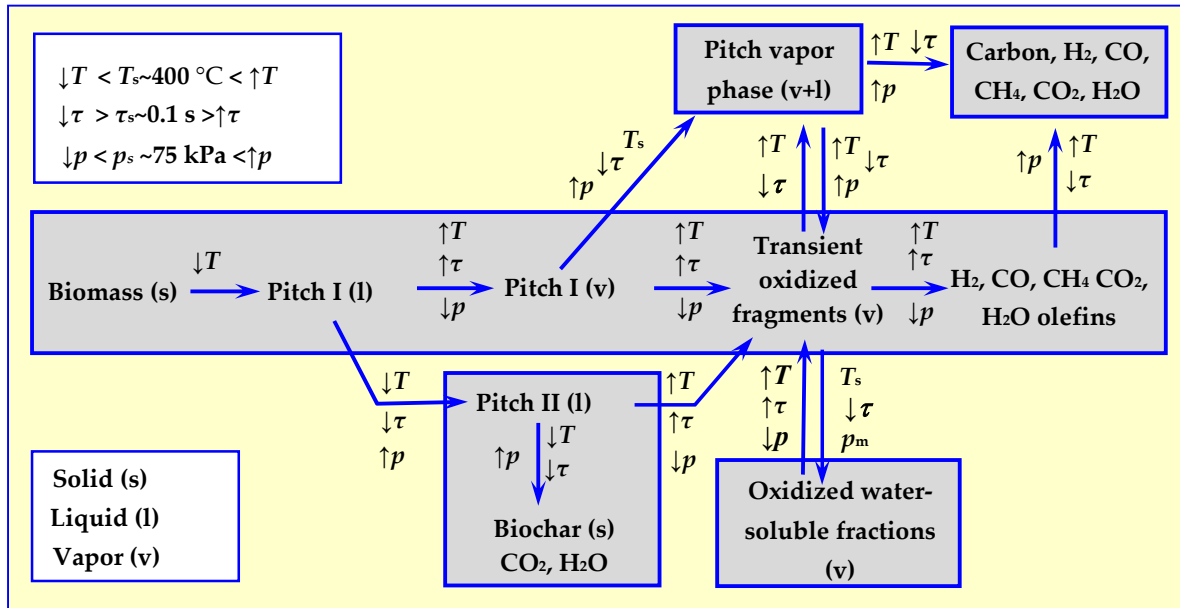 ↓T < Ts~400 °C < ↑T
↓τ > τs~0.1 s >↑τ
↓p < ps ~75 kPa <↑p
Pitch vapor
phase (v+l)
↑T ↓τ
↑p
Carbon, H2, CO,
CH4, CO2, H2O
Ts
↓τ
↑p
↑T
↓τ
↑T
↓τ
↑p
↑p
↑T
↓τ
Biomass (s)
↓T
Pitch I (l)
↑T
↑τ
↓p
Pitch I (v)
↑T
↑τ
↓p
Transient
oxidized
fragments (v)
↑T
↑τ
↓p
H2, CO, CH4 CO2,
H2O olefins
↓T
↓τ
↑p
Pitch II (l)
↑T
↑τ
↓p
↑p
↓T
↓τ
Biochar (s)
CO2, H2O
↑T
↑τ
↓p
Ts
↓τ
pm
Oxidized water-
soluble fractions
(v)
Solid (s)
Liquid (l)
Vapor (v)